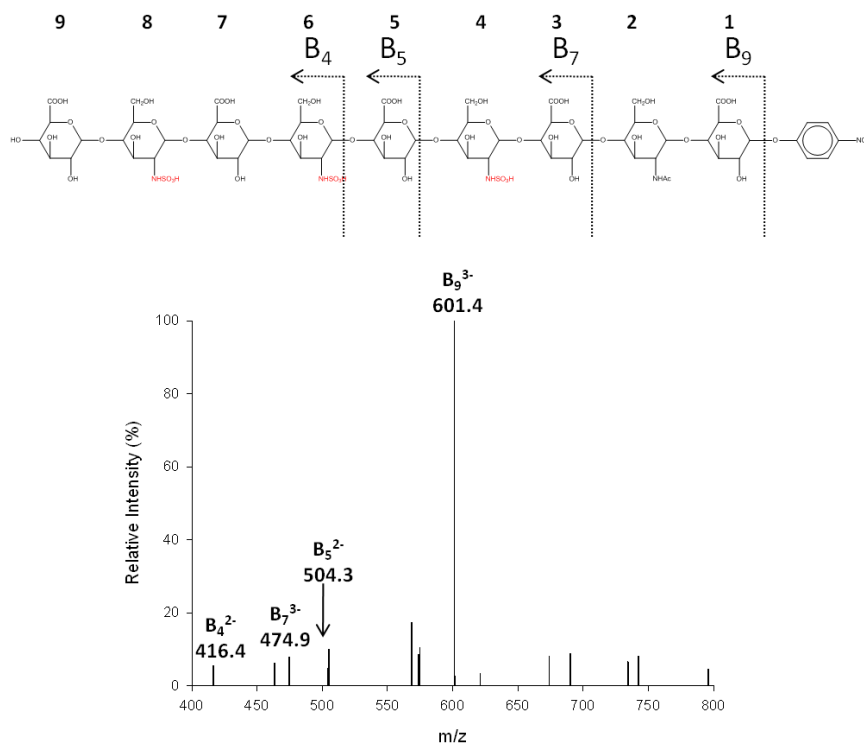 9 8 7 6 5 4 3 2 1
B4 B5 B7 B9
COOH CH2OH COOH CH2OH COOH CH2OH COOH CH2OH COOH
HO OH O OH O OH O OH O OH O OH O OH O OH O OH O O
OH NHSO3H OH NHSO3H OH NHSO3H OH NHAc OH
B9 3-
601.4
100
80
60
40
20
0
Relative Intensity (%)
B5 2-
504.3
B4 2-
416.4
B7 3-
474.9
400 450 500 550 600 650 700 750 800
m/z